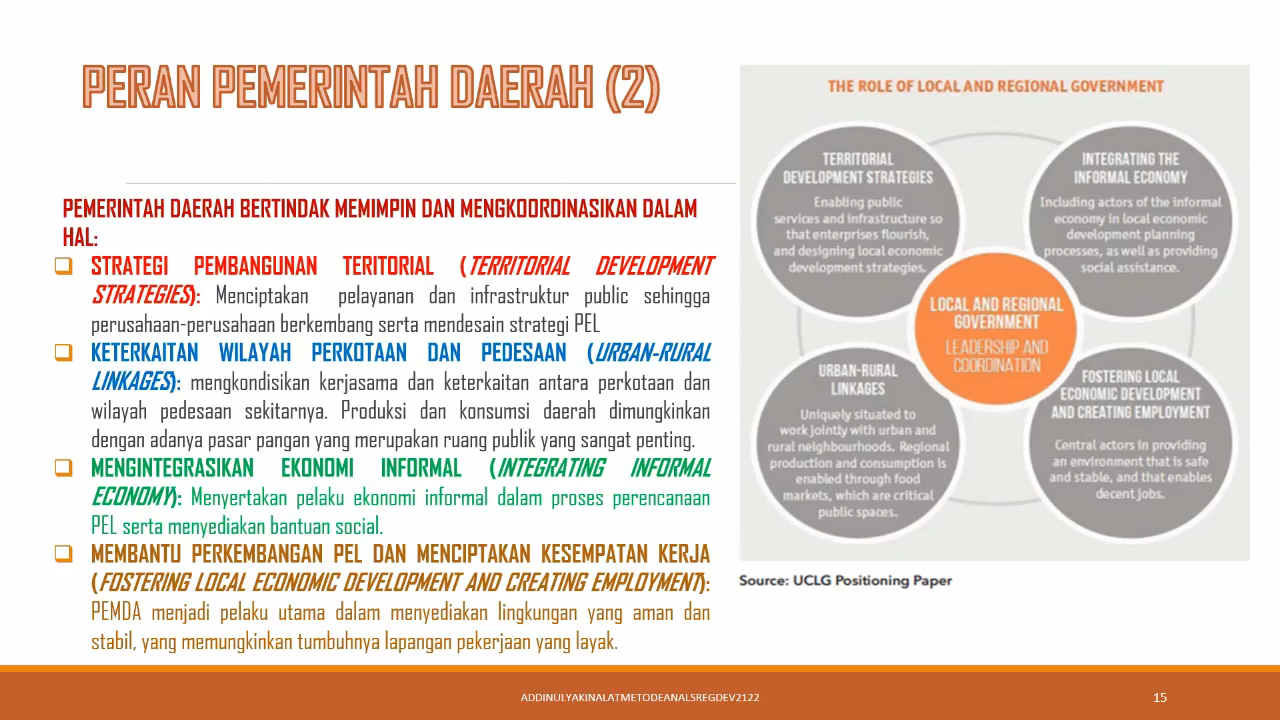 PERAN PEMERINTAH DAERAH (2)
PEMERINTAH DAERAH BERTINDAK MEMIMPIN DAN MENGKOORDINASIKAN DALAM
HAL:
STRATEGI PEMBANGUNAN TERITORIAL (TERRITORIAL DEVELOPMENT
STRATEGIES): Menciptakan pelayanan dan infrastruktur public sehingga
perusahaan-perusahaan berkembang serta mendesain strategi PEL
KETERKAITAN WILAYAH PERKOTAAN DAN PEDESAAN (URBAN-RURAL
LINKAGES): mengkondisikan kerjasama dan keterkaitan antara perkotaan dan
wilayah pedesaan sekitarnya. Produksi dan konsumsi daerah dimungkinkan
dengan adanya pasar pangan yang merupakan ruang publik yang sangat penting.
MENGINTEGRASIKAN EKONOMI INFORMAL (INTEGRATING INFORMAL
ECONOMY): Menyertakan pelaku ekonomi informal dalam proses perencanaan
PEL serta menyediakan bantuan social.
MEMBANTU PERKEMBANGAN PEL DAN MENCIPTAKAN KESEMPATAN KERJA
(FOSTERING LOCAL ECONOMIC DEVELOPMENT AND CREATING EMPLOYMENT):
PEMDA menjadi pelaku utama dalam menyediakan lingkungan yang aman dan
stabil, yang memungkinkan tumbuhnya lapangan pekerjaan yang layak.
THE ROLE OF LOCAL AND REGIONAL GOVERNMENT
TERRITORIAL
DEVELOPMENT STRATEGIES
Enabling public
services and infrastructure so
that enterprises flourish,
and designing local economic
development strategies.
INTEGRATING THE
INFORMAL ECONOMY
Including actors of the informal
economy in local economic
development planning
processes, as well as providing
social assistance.
LOCAL AND REGIONAL
GOVERNMENT
LEADERSHIP AND
COORDINATION
URBAN-RURAL
LINKAGES
Uniquely situated to
work jointly with urban and
rural neighbourhoods. Regional
production and consumption is
enabled through food
markets, which are critical
public spaces.
FOSTERING LOCAL
ECONOMIC DEVELOPMENT
AND CREATING EMPLOYMENT
Central actors in providing
an environment that is safe
and stable, and that enables
decent jobs.
Source: UCLG Positioning Paper
ADDINULYAKINALATMETODEANALSREGDEV2122
15